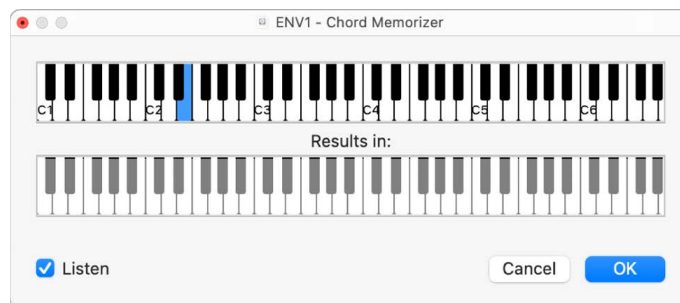 ENV1 - Chord Memorizer
C1 C2 C3 C4 C5 C6
Results in:
Listen
Cancel OK